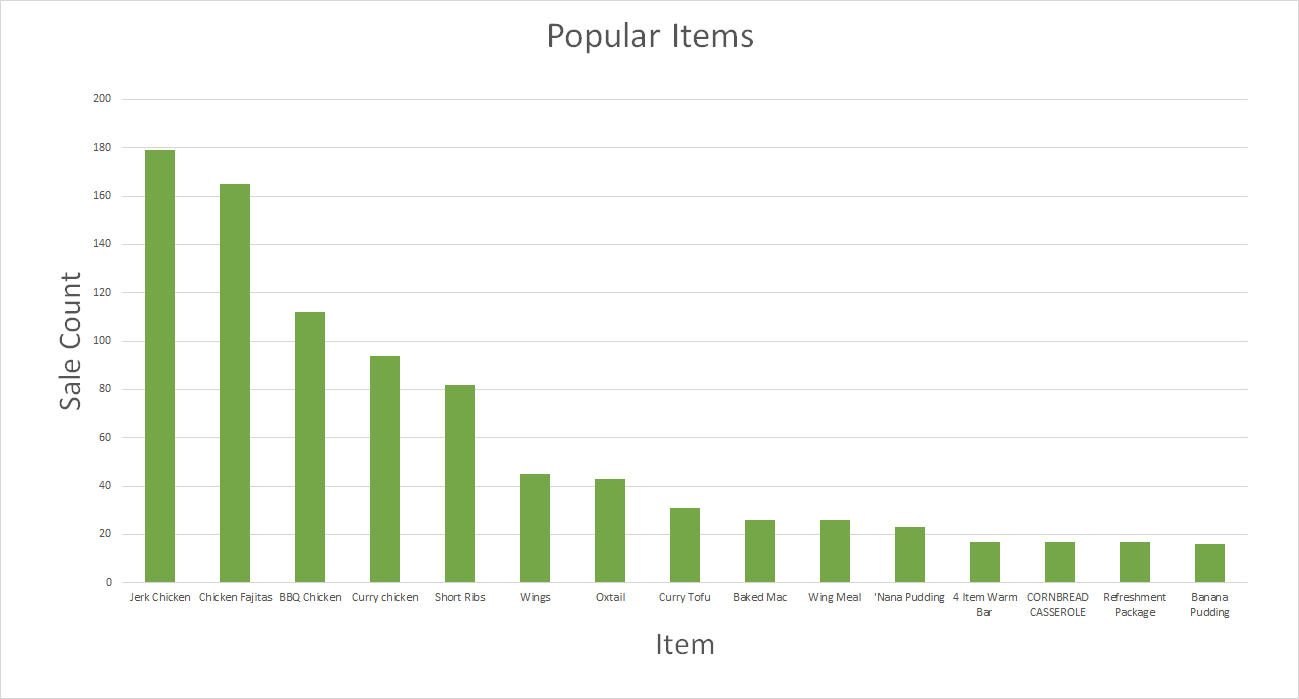 Popular Items
Sale Count
200
180
160
140
120
100
80
60
40
20
0
Jerk Chicken
Chicken Fajitas
BBQ Chicken
Curry chicken
Short Ribs
Wings
Oxtail
Curry Tofu
Baked Mac
Wing Meal
'Nana Pudding
4 Item Warm
Bar
CORNBREAD
CASSEROLE
Refreshment
Package
Banana
Pudding
Item